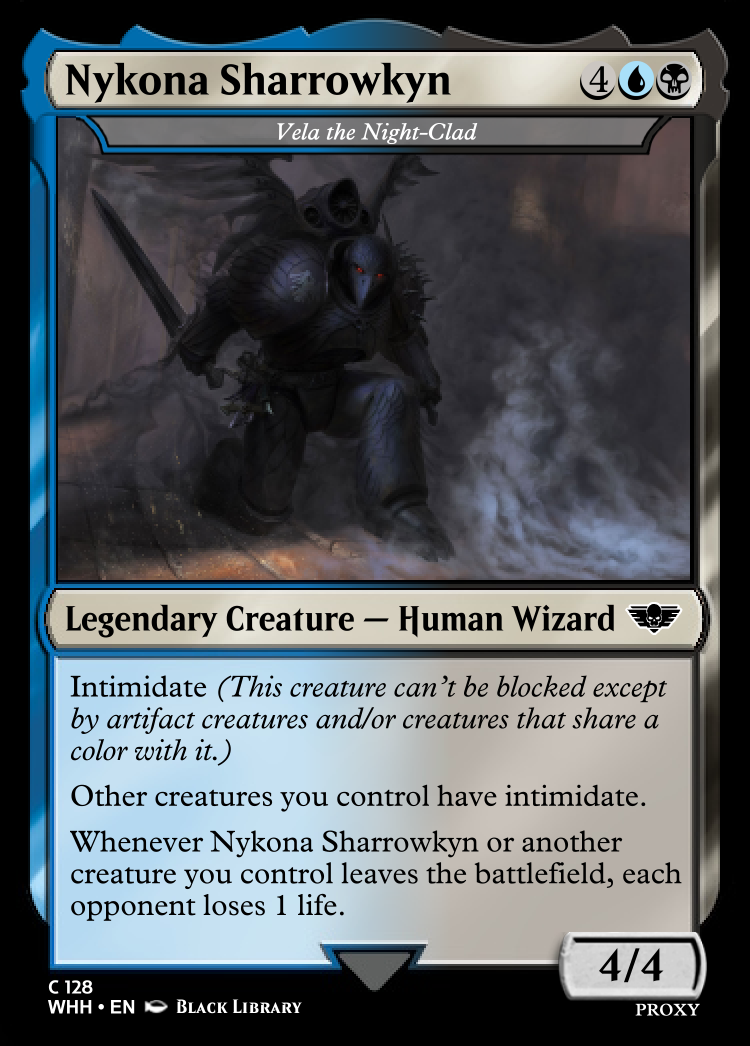 Nykona Sharrowkyn 4
Vela the Night-Clad
Legendary Creature — Human Wizard
Intimidate (This creature can't be blocked except
by artifact creatures and/or creatures that share a
color with it.)
Other creatures you control have intimidate.
Whenever Nykona Sharrowkyn or another
creature you control leaves the battlefield, each
opponent loses 1 life.
4/4
C 128
WHH • EN Black Library
PROXY